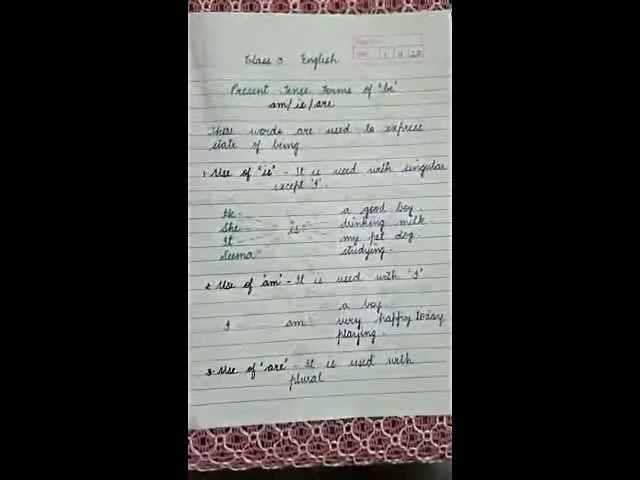 Class 3 English
Present Tense Forms of "be"
am/is/are
These words are used to express
state of being
1. Use of "is" - It is used with singular
except 'I'.
He
She
It
Seema
is
a good boy.
drinking milk
my pet dog.
studying.
2. Use of 'am' - It is used with 'I'
I
am
a boy.
very happy today
playing.
3. Use of 'are' - It is used with
plural